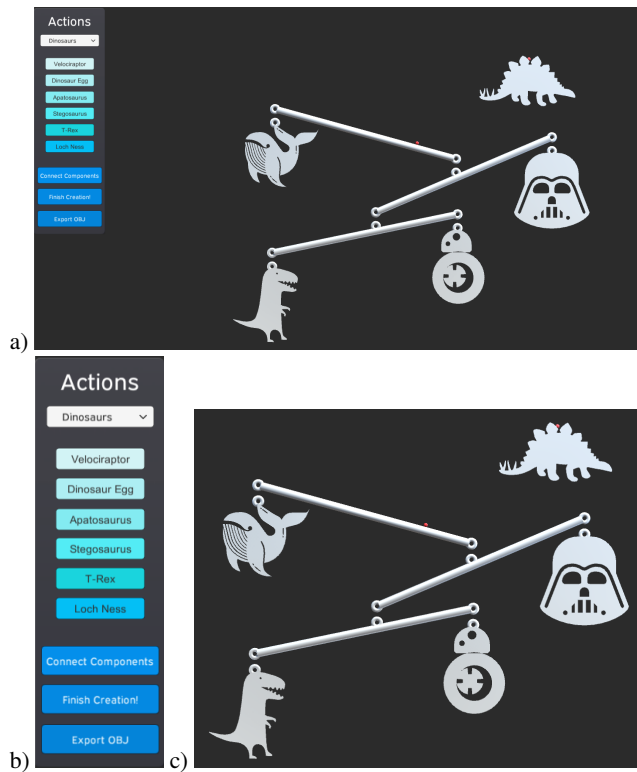 Actions
Dinosaurs
Velociraptor
Dinosaur Egg
Apatosaurus
Stegosaurus
T-Rex
Loch Ness
Connect Components
Finish Creation!
Export OBJ
a)
Actions
Dinosaurs
Velociraptor
Dinosaur Egg
Apatosaurus
Stegosaurus
T-Rex
Loch Ness
Connect Components
Finish Creation!
Export OBJ
b)
c)